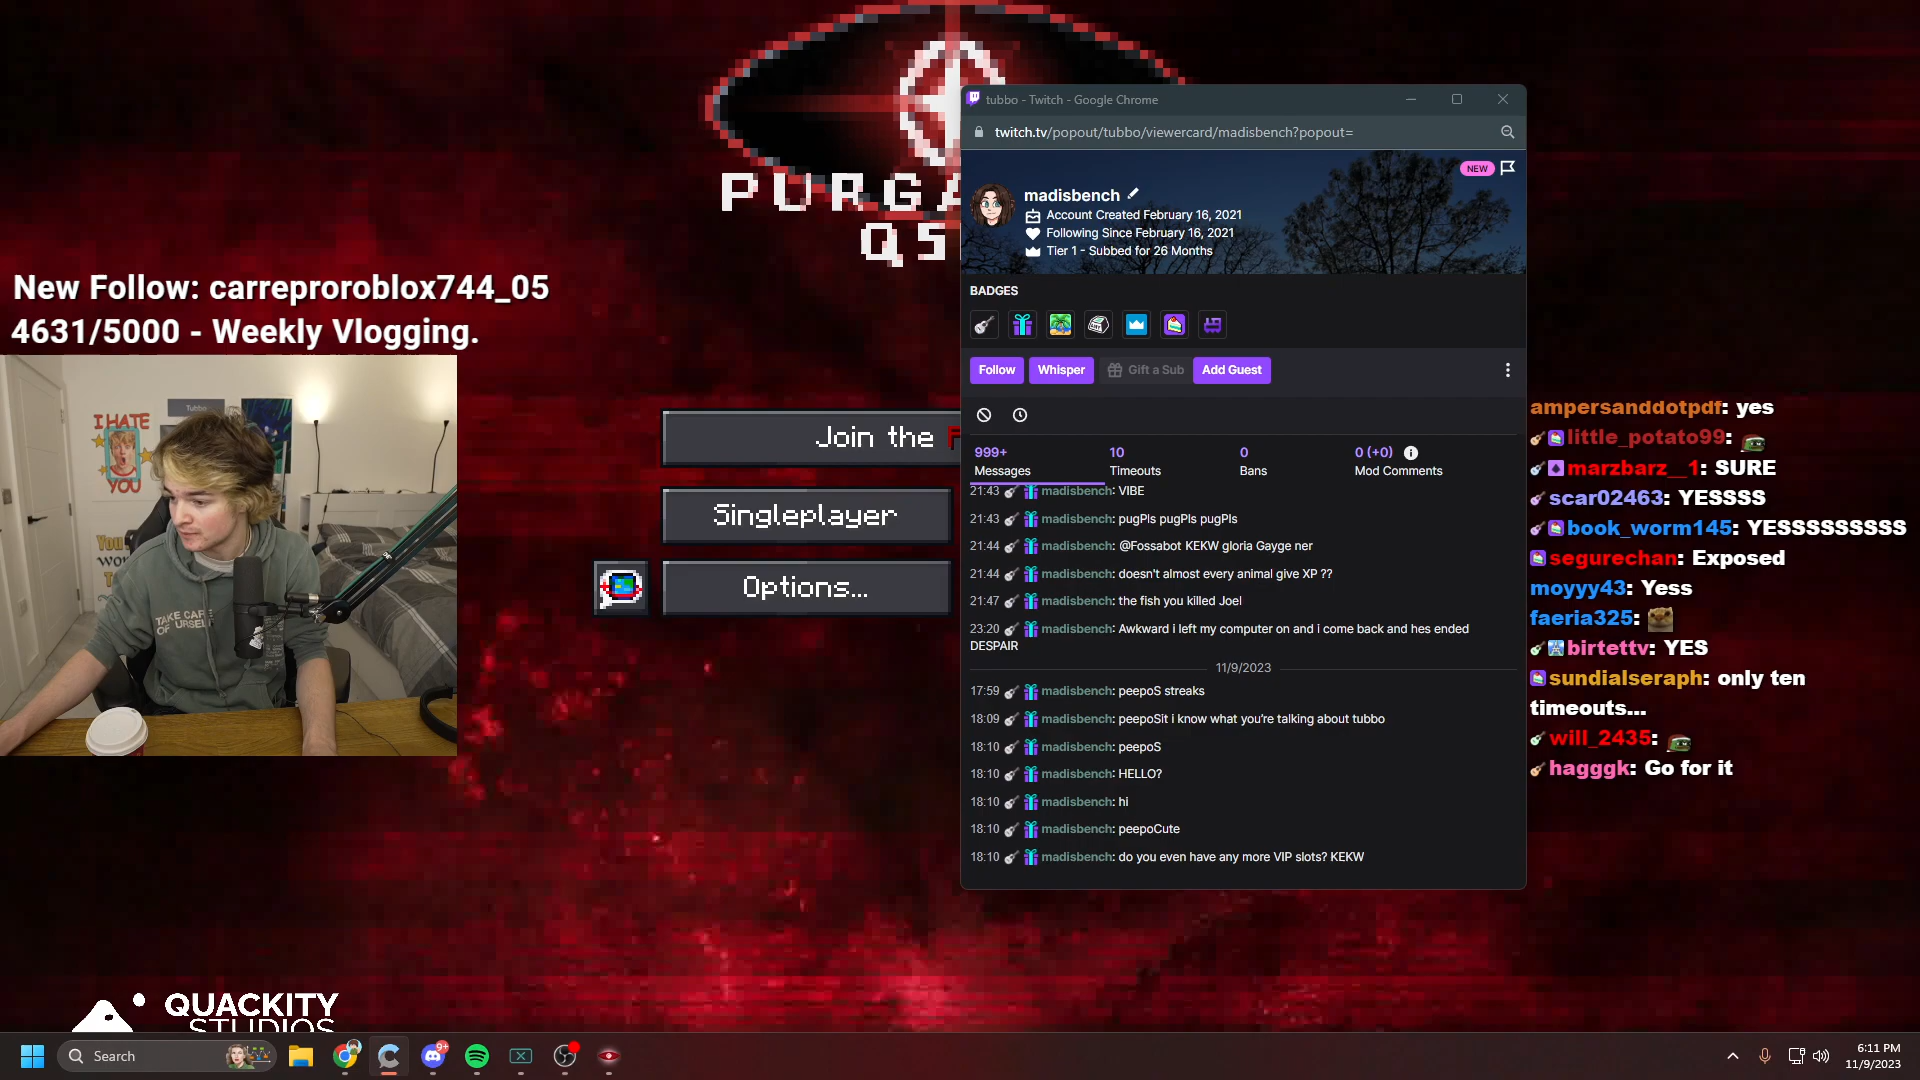 PURGA
QS
tubbo - Twitch - Google Chrome
twitch.tv/popout/tubbo/viewercard/madisbench?popout=
NEW
madisbench
Account Created February 16, 2021
Following Since February 16, 2021
Tier 1 - Subbed for 26 Months
BADGES
Follow
Whisper
Gift a Sub
Add Guest
999+
Messages
10
Timeouts
0
Bans
0 (+0)
Mod Comments
21:43 madisbench: VIBE
21:43 madisbench: pugPls pugPls pugPls
21:44 madisbench: @Fossabot KEKW gloria Gayge ner
21:44 madisbench: doesn't almost every animal give XP ??
21:47 madisbench: the fish you killed Joel
23:20 madisbench: Awkward i left my computer on and i come back and hes ended
DESPAIR
11/9/2023
17:59 madisbench: peepoS streaks
18:09 madisbench: peepoSit i know what you're talking about tubbo
18:10 madisbench: peepoS
18:10 madisbench: HELLO?
18:10 madisbench: hi
18:10 madisbench: peepoCute
18:10 madisbench: do you even have any more VIP slots? KEKW
New Follow: carreproroblox744_05
4631/5000 - Weekly Vlogging.
I HATE
YOU
Tubbo
You
TAKE CARE
OF URSELF
Join the F
Singleplayer
Options...
ampersanddotpdf: yes
little_potato99:
marzbarz__1: SURE
scar02463: YESSSS
book_worm145: YESSSSSSSSS
segurechan: Exposed
moyyy43: Yess
faeria325:
birtettv: YES
sundialseraph: only ten
timeouts...
will_2435:
hagggk: Go for it
QUACKITY
STUDIOS
Search
9+
6:11 PM
11/9/2023